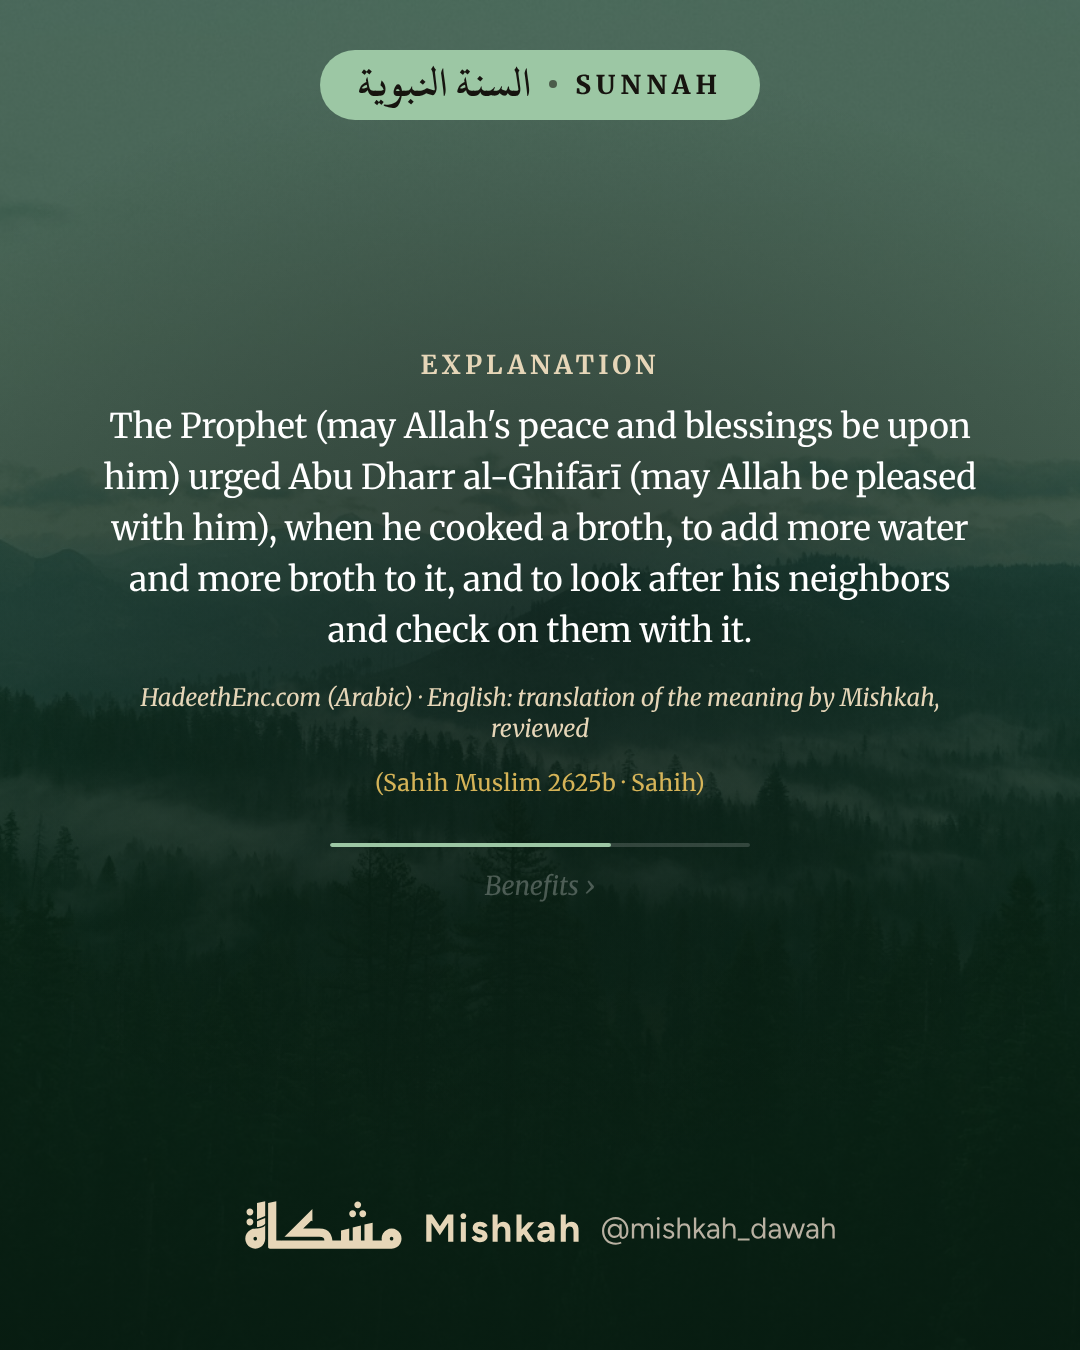 السنة النبوية • SUNNAH
EXPLANATION
The Prophet (may Allah's peace and blessings be upon
him) urged Abu Dharr al-Ghifārī (may Allah be pleased
with him), when he cooked a broth, to add more water
and more broth to it, and to look after his neighbors
and check on them with it.
HadeethEnc.com (Arabic) · English: translation of the meaning by Mishkah,
reviewed
(Sahih Muslim 2625b · Sahih)
Benefits ›
مشكاة Mishkah @mishkah_dawah